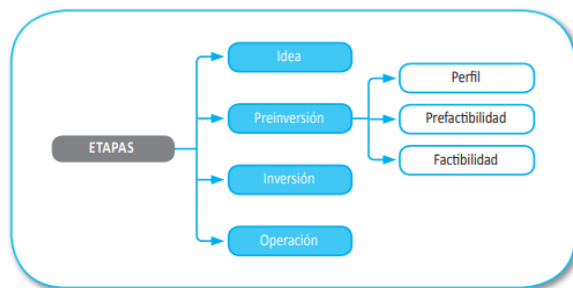 ETAPAS
Idea
Preinversión
Inversión
Operación
Perfil
Prefactibilidad
Factibilidad